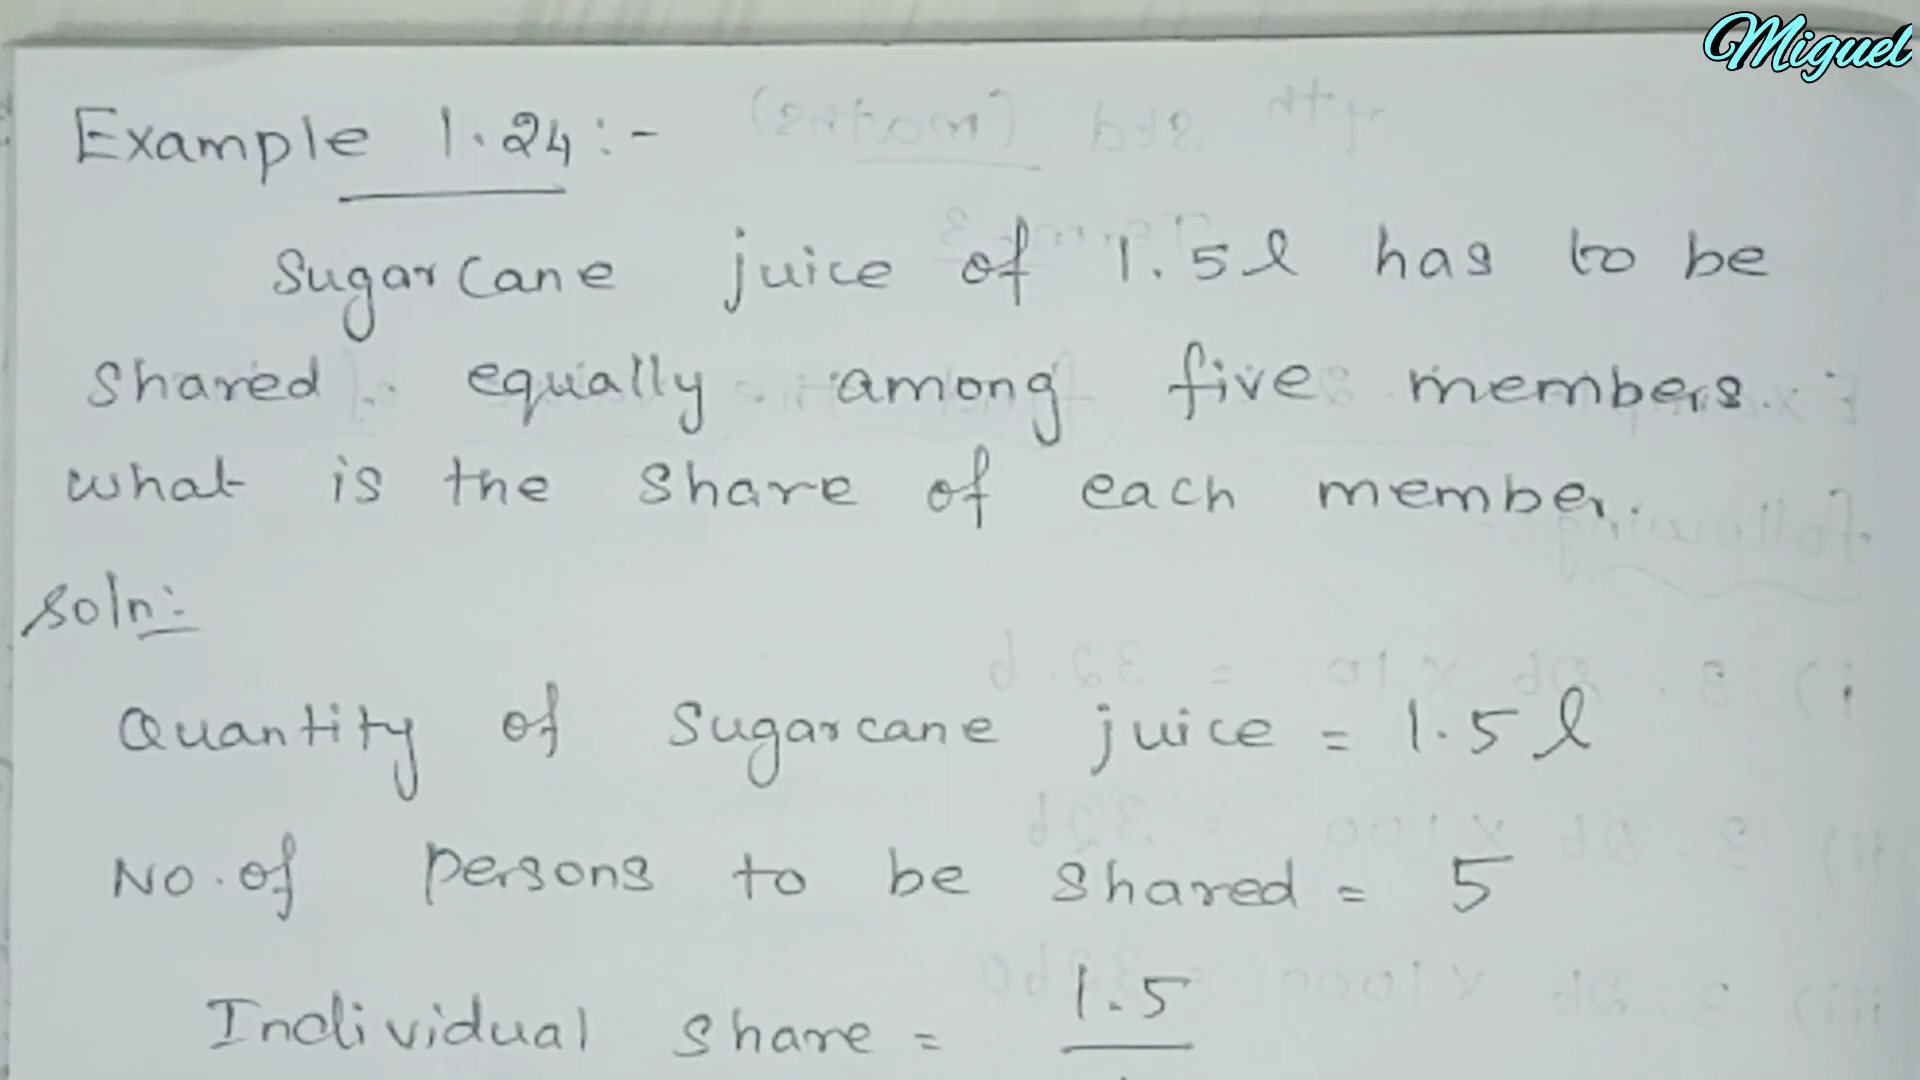 Miguel
Example 1.24:-
Sugarcane juice of 1.5l has to be
shared equally among five members.
what is the share of each member.
Soln:
Quantity of Sugarcane juice = 1.5 l
No. of persons to be shared = 5
Individual share = 1.5